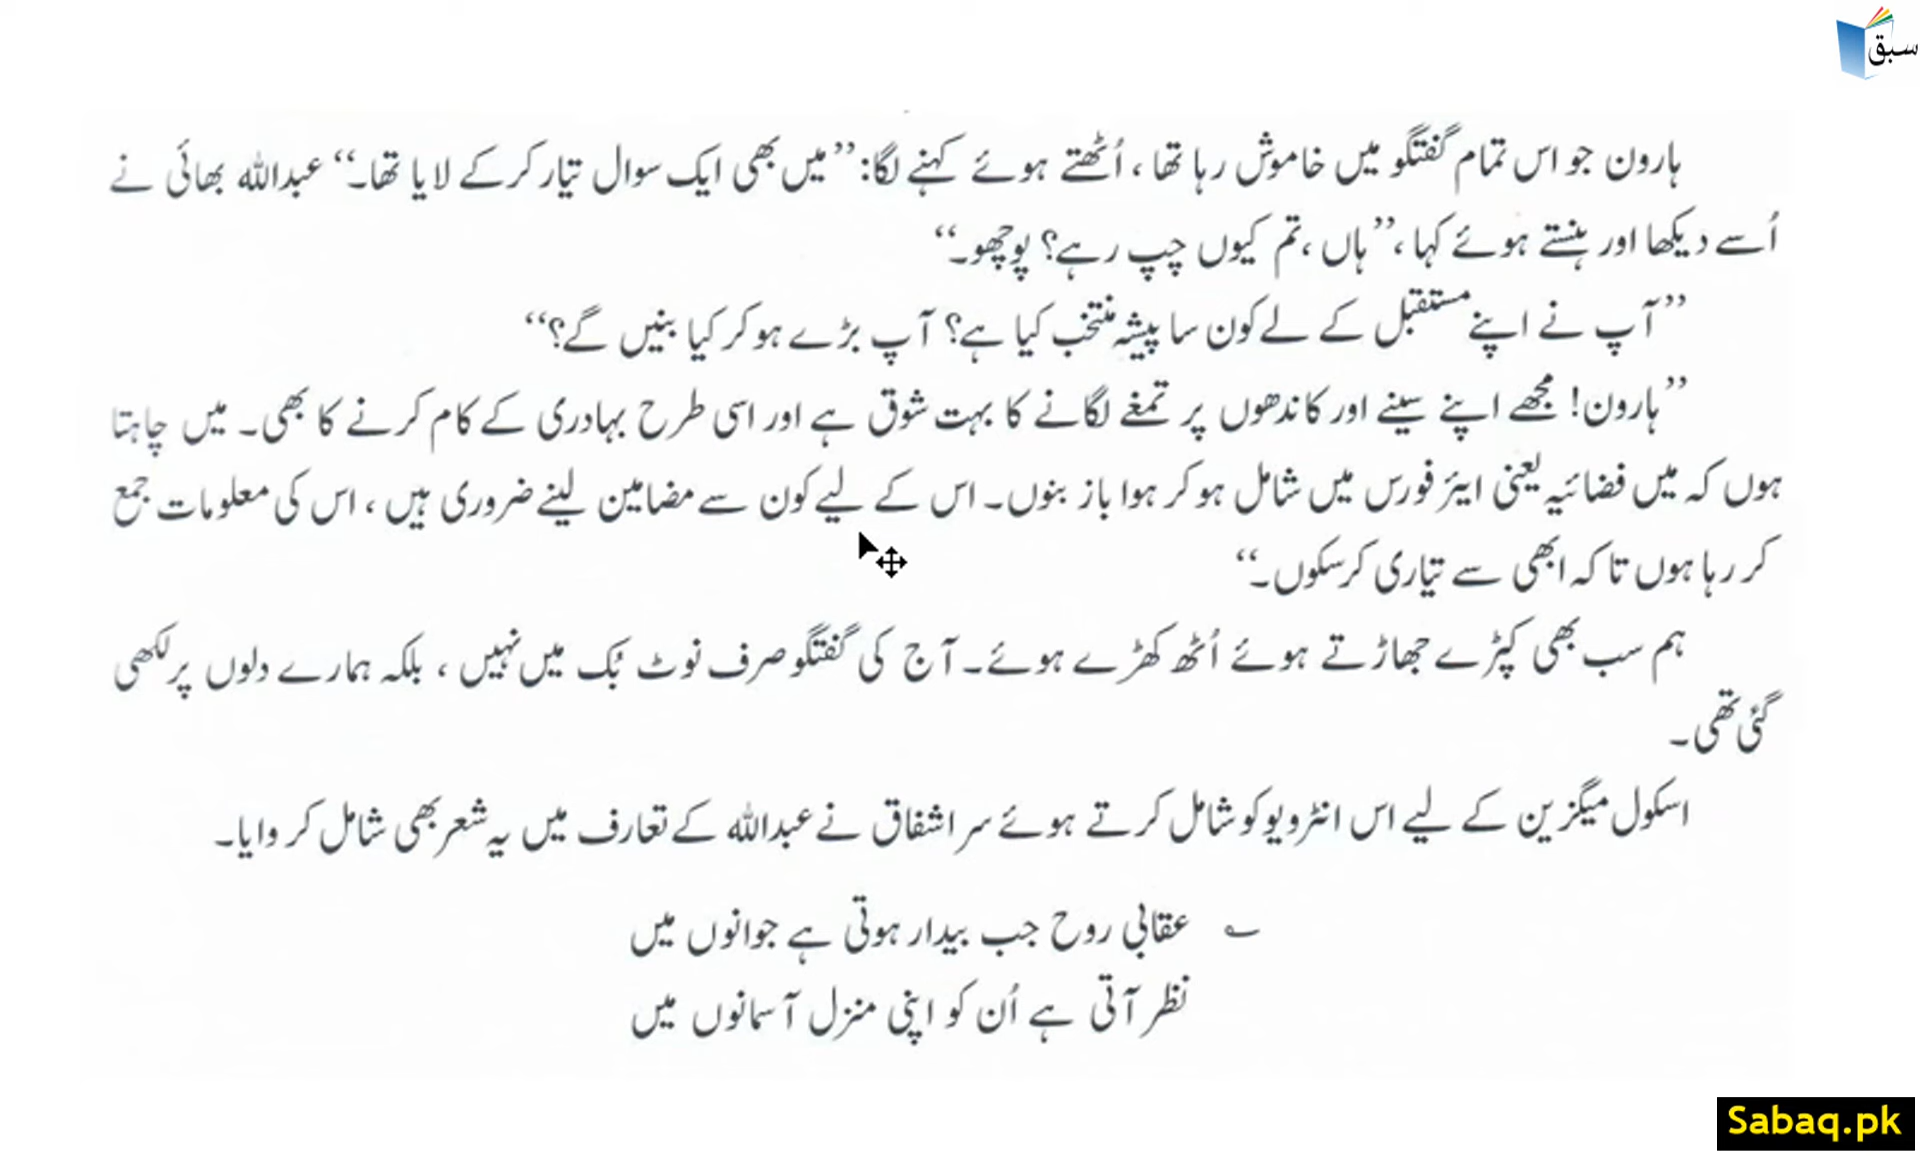 سبق
ہارون جو اس تمام گفتگو میں خاموش رہا تھا، اُٹھتے ہوئے کہنے لگا: ’’میں بھی ایک سوال تیار کر کے لایا تھا۔‘‘ عبداللہ بھائی نے
اُسے دیکھا اور ہنستے ہوئے کہا، ’’ہاں، تم کیوں چپ رہے؟ پوچھو۔‘‘
’’آپ نے اپنے مستقبل کے لے کون سا پیشہ منتخب کیا ہے؟ آپ بڑے ہو کر کیا بنیں گے؟‘‘
’’ہارون! مجھے اپنے سینے اور کاندھوں پر تمغے لگانے کا بہت شوق ہے اور اسی طرح بہادری کے کام کرنے کا بھی۔ میں چاہتا
ہوں کہ میں فضائیہ یعنی ایئر فورس میں شامل ہو کر ہوا باز بنوں۔ اس کے لیے کون سے مضامین لینے ضروری ہیں، اس کی معلومات جمع
کر رہا ہوں تا کہ ابھی سے تیاری کر سکوں۔‘‘
ہم سب بھی کپڑے جھاڑتے ہوئے اُٹھ کھڑے ہوئے۔ آج کی گفتگو صرف نوٹ بُک میں نہیں، بلکہ ہمارے دلوں پر لکھی
گئی تھی۔
اسکول میگزین کے لیے اس انٹرویو کو شامل کرتے ہوئے سر اشفاق نے عبداللہ کے تعارف میں یہ شعر بھی شامل کر وایا۔
؎ عقابی روح جب بیدار ہوتی ہے جوانوں میں
نظر آتی ہے اُن کو اپنی منزل آسمانوں میں
Sabaq.pk